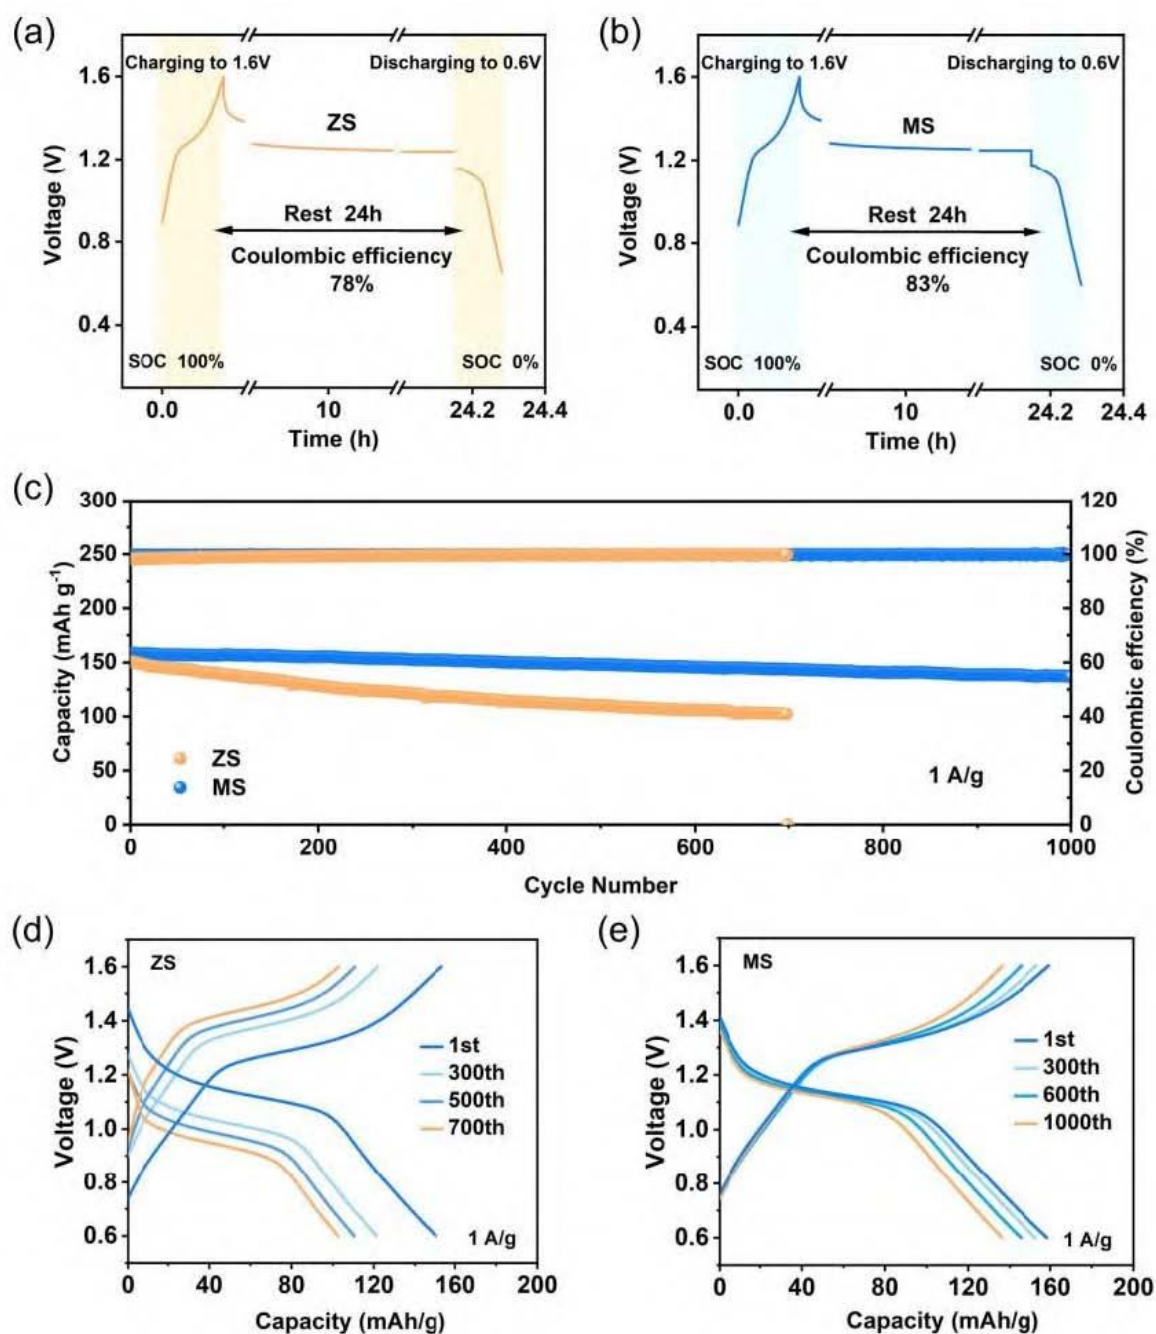 (a)
Charging to 1.6V
Discharging to 0.6V
ZS
Rest 24h
Coulombic efficiency
78%
SOC 100%
SOC 0%
1.6
1.2
0.8
0.4
Voltage (V)
0.0
10
24.2
24.4
Time (h)
(b)
Charging to 1.6V
Discharging to 0.6V
MS
Rest 24h
Coulombic efficiency
83%
SOC 100%
SOC 0%
1.6
1.2
0.8
0.4
Voltage (V)
0.0
10
24.2
24.4
Time (h)
(c)
300
250
200
150
100
50
0
Capacity (mAh g-1)
120
100
80
60
40
20
0
Coulombic effciency (%)
ZS
MS
1 A/g
0
200
400
600
800
1000
Cycle Number
(d)
ZS
1.6
1.4
1.2
1.0
0.8
0.6
Voltage (V)
1st
300th
500th
700th
1 A/g
0
40
80
120
160
200
Capacity (mAh/g)
(e)
MS
1.6
1.4
1.2
1.0
0.8
0.6
Voltage (V)
1st
300th
600th
1000th
1 A/g
0
40
80
120
160
200
Capacity (mAh/g)